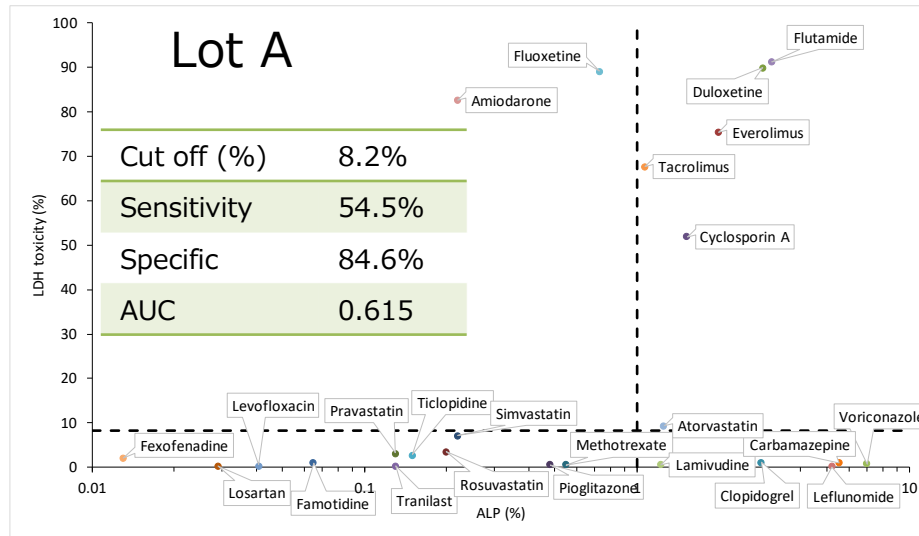 Lot A
Cut off (%) 8.2%
Sensitivity 54.5%
Specific 84.6%
AUC 0.615
LDH toxicity (%)
100
90
80
70
60
50
40
30
20
10
0
Fluoxetine
Flutamide
Amiodarone
Duloxetine
Everolimus
Tacrolimus
Cyclosporin A
Levofloxacin
Pravastatin
Ticlopidine
Simvastatin
Atorvastatin
Voriconazole
Fexofenadine
Methotrexate
Carbamazepine
Losartan
Famotidine
Tranilast
Rosuvastatin
Pioglitazone
Lamivudine
Clopidogrel
Leflunomide
0.01
0.1
1
10
ALP (%)